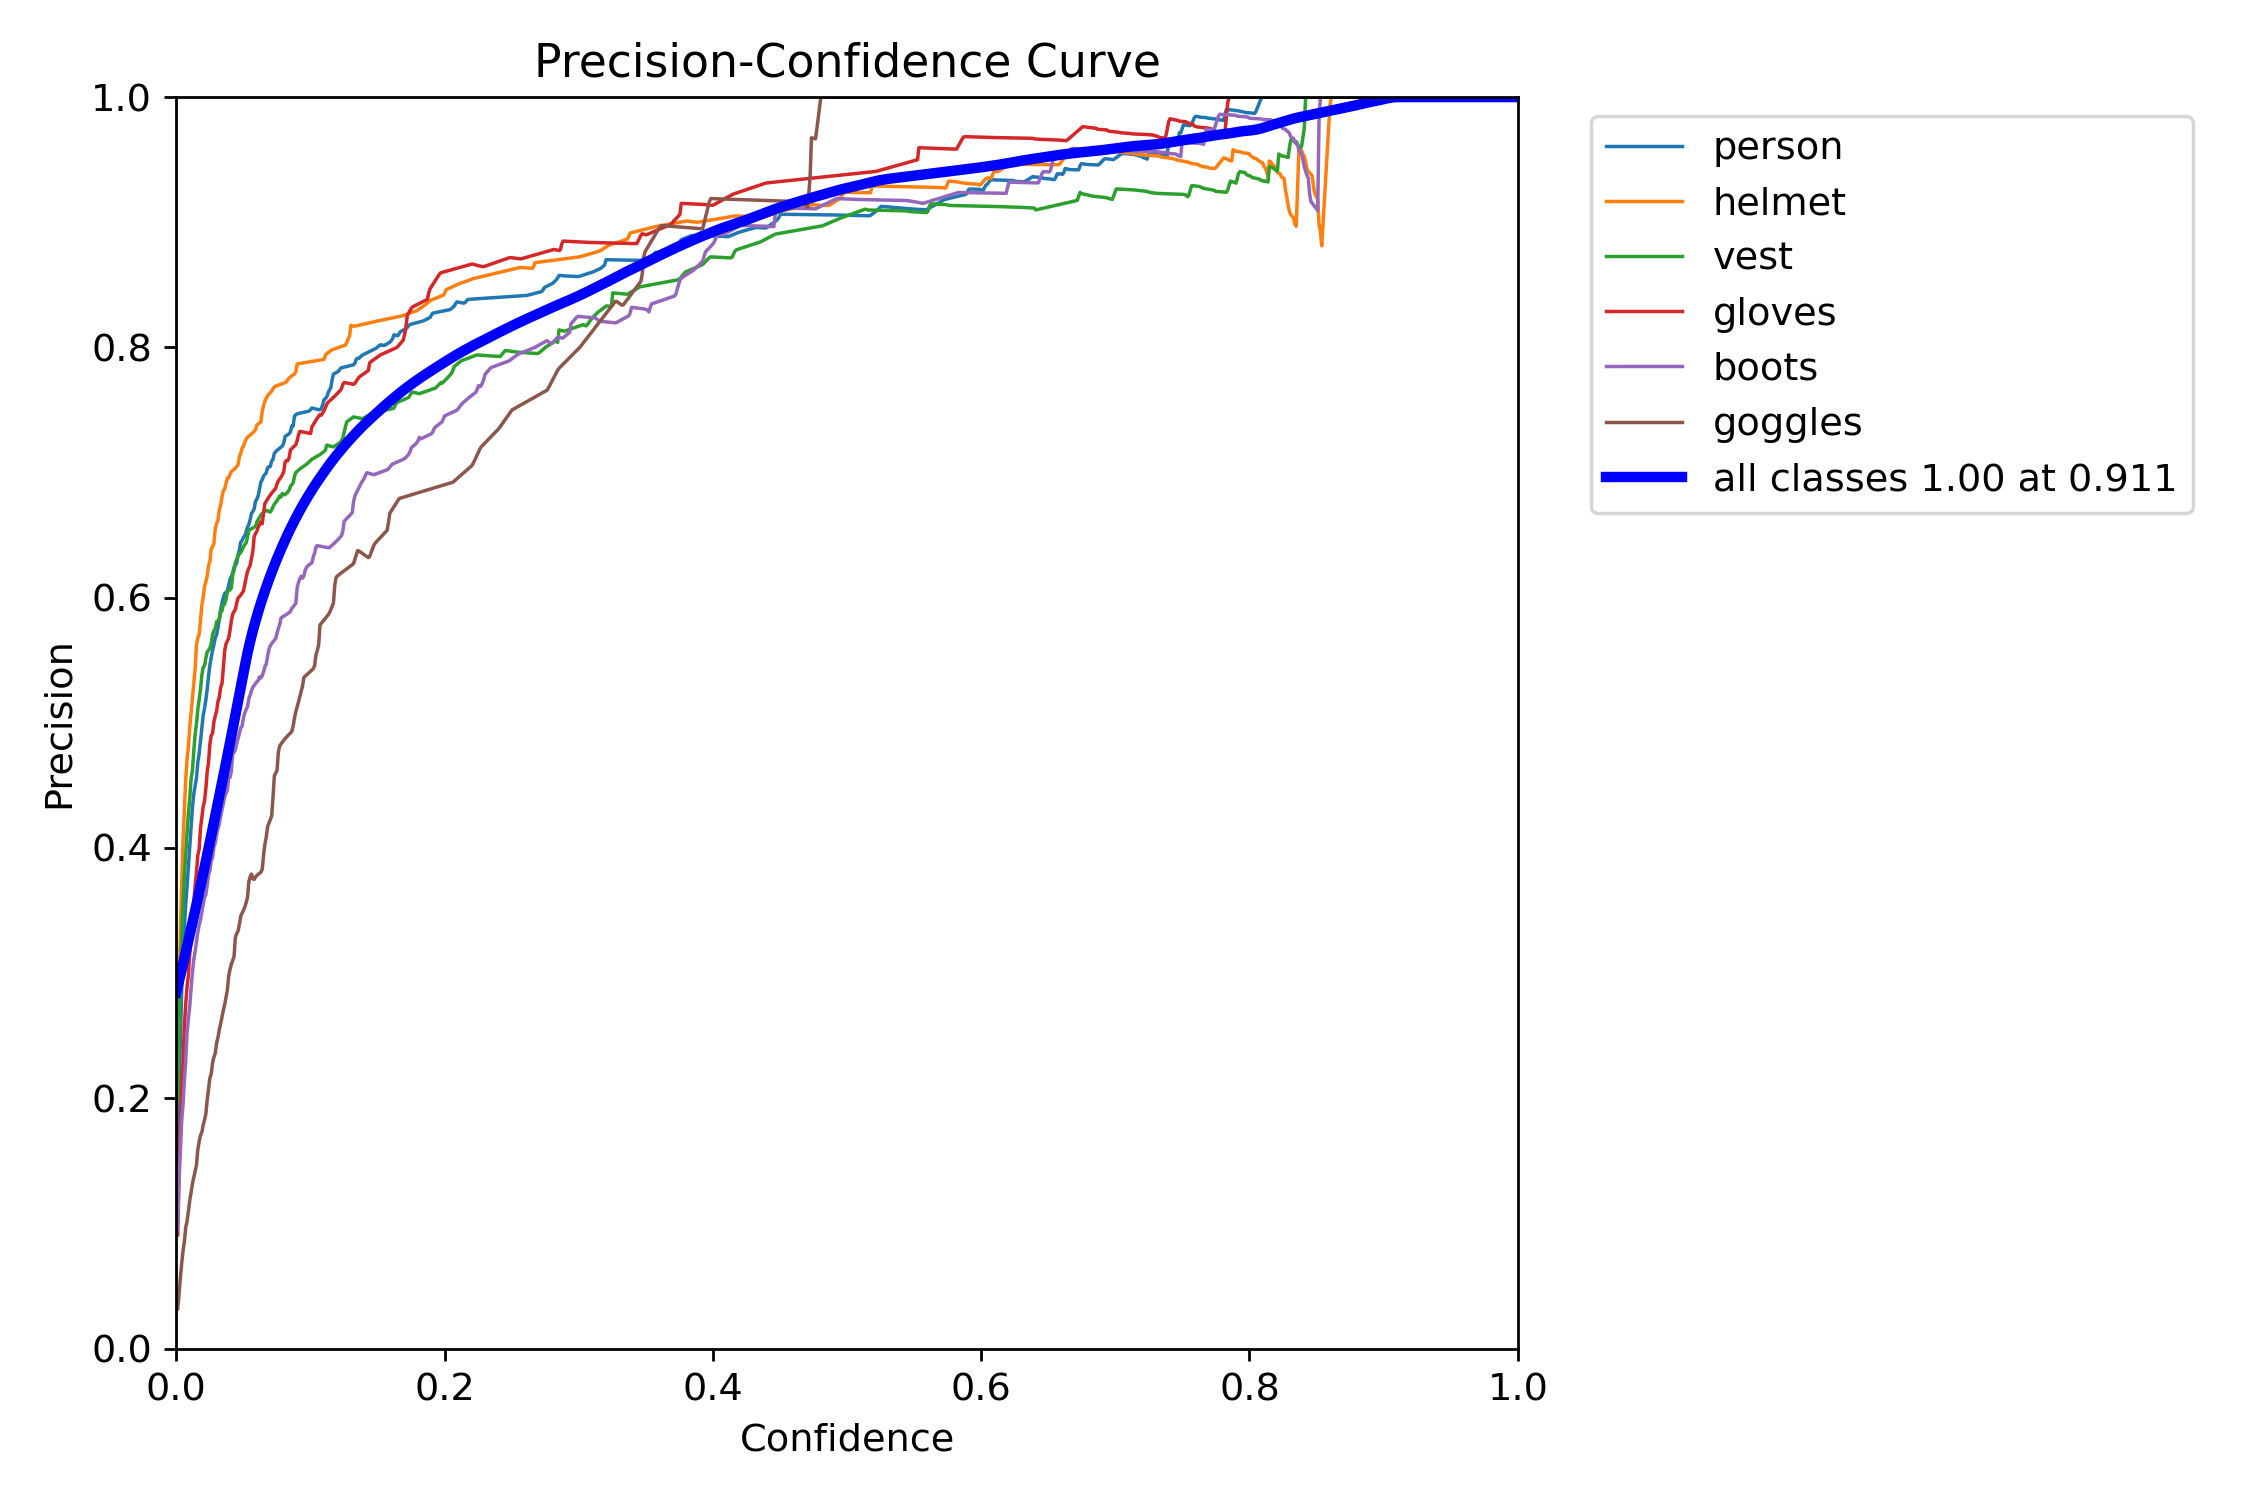 Precision-Confidence Curve
1.0
0.8
0.6
0.4
0.2
0.0
Precision
0.0 0.2 0.4 0.6 0.8 1.0
Confidence
person
helmet
vest
gloves
boots
goggles
all classes 1.00 at 0.911